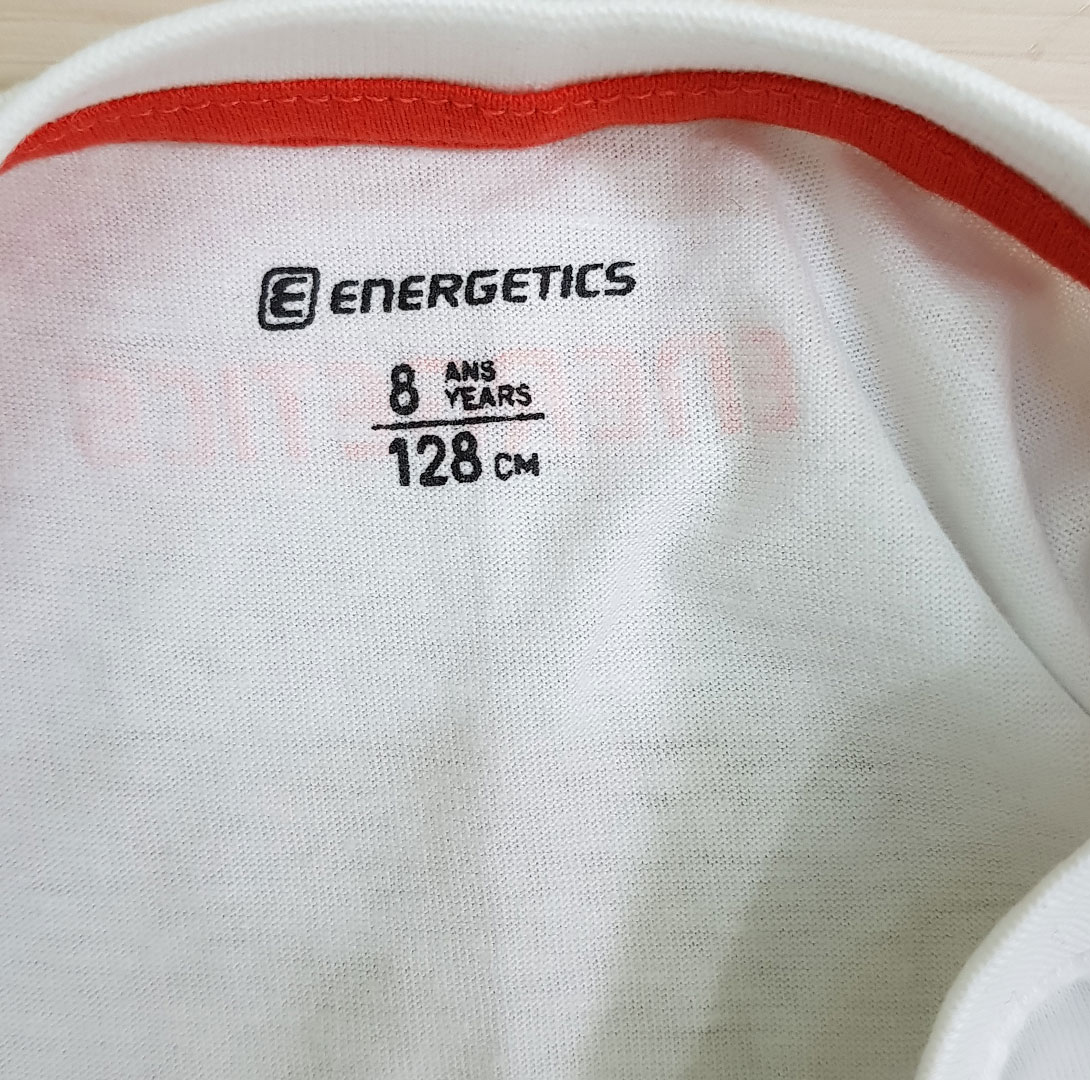 E ENERGETICS
8 ANS
YEARS
128 CM